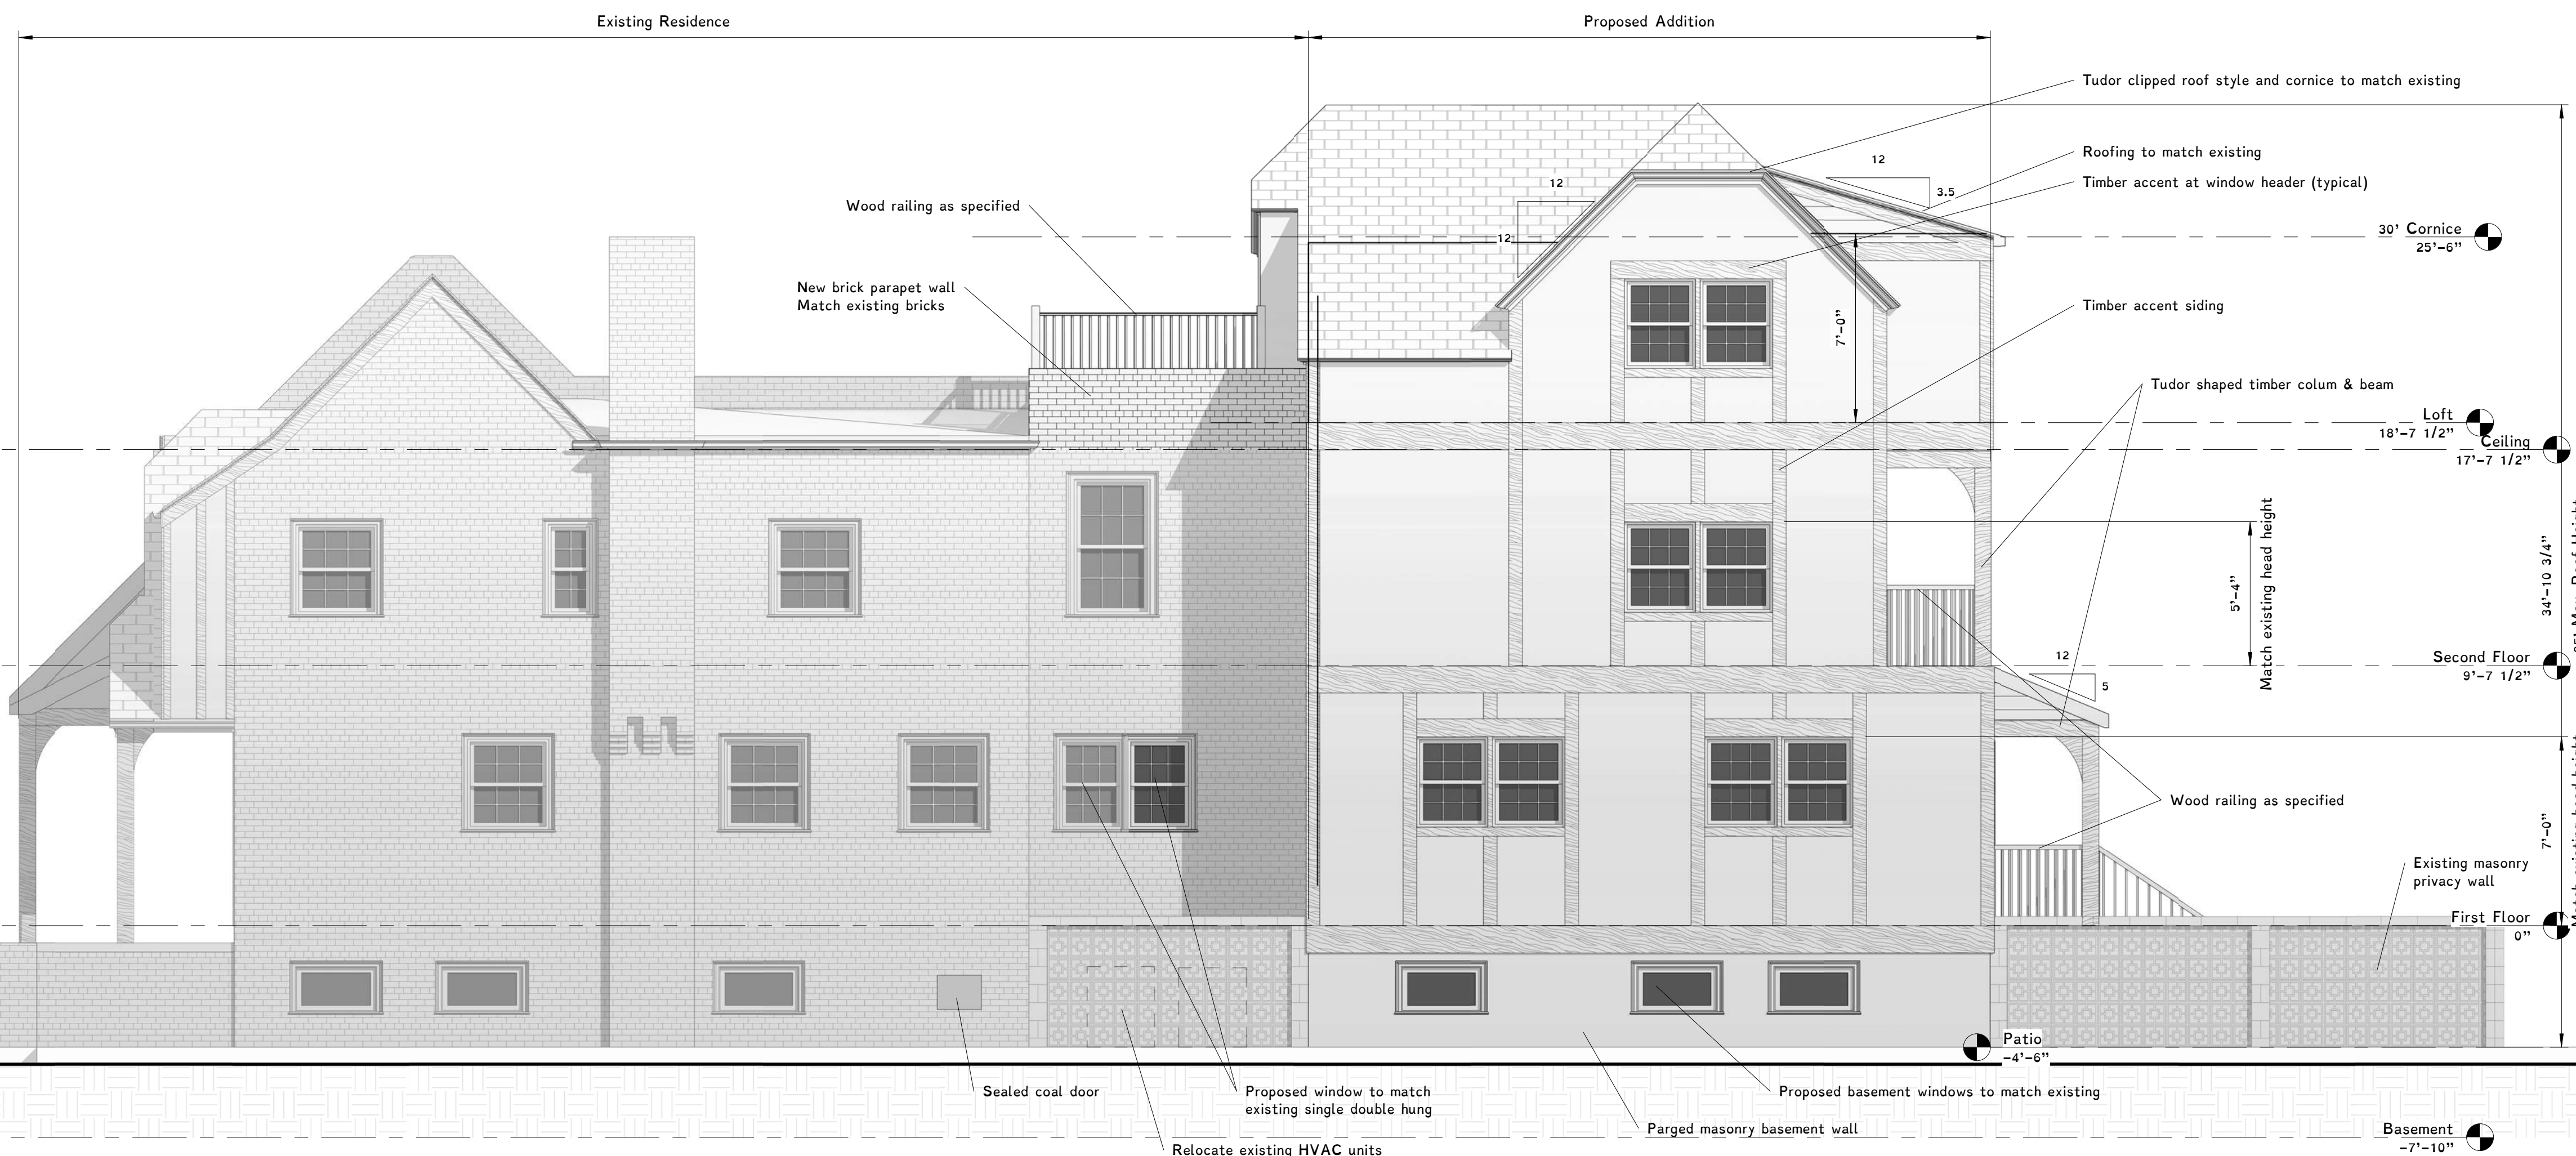 Existing Residence
Proposed Addition
Tudor clipped roof style and cornice to match existing
12
Roofing to match existing
3.5
12
Timber accent at window header (typical)
Wood railing as specified
12
30' Cornice
25'-6"
New brick parapet wall
Match existing bricks
Timber accent siding
7'-0"
Tudor shaped timber colum & beam
Loft
18'-7 1/2"
Ceiling
17'-7 1/2"
Match existing head height
5'-4"
34'-10 3/4"
12
Second Floor
9'-7 1/2"
5
Wood railing as specified
7'-0"
Existing masonry
privacy wall
First Floor
0"
Patio
-4'-6"
Sealed coal door
Proposed window to match
existing single double hung
Proposed basement windows to match existing
Parged masonry basement wall
Basement
-7'-10"
Relocate existing HVAC units